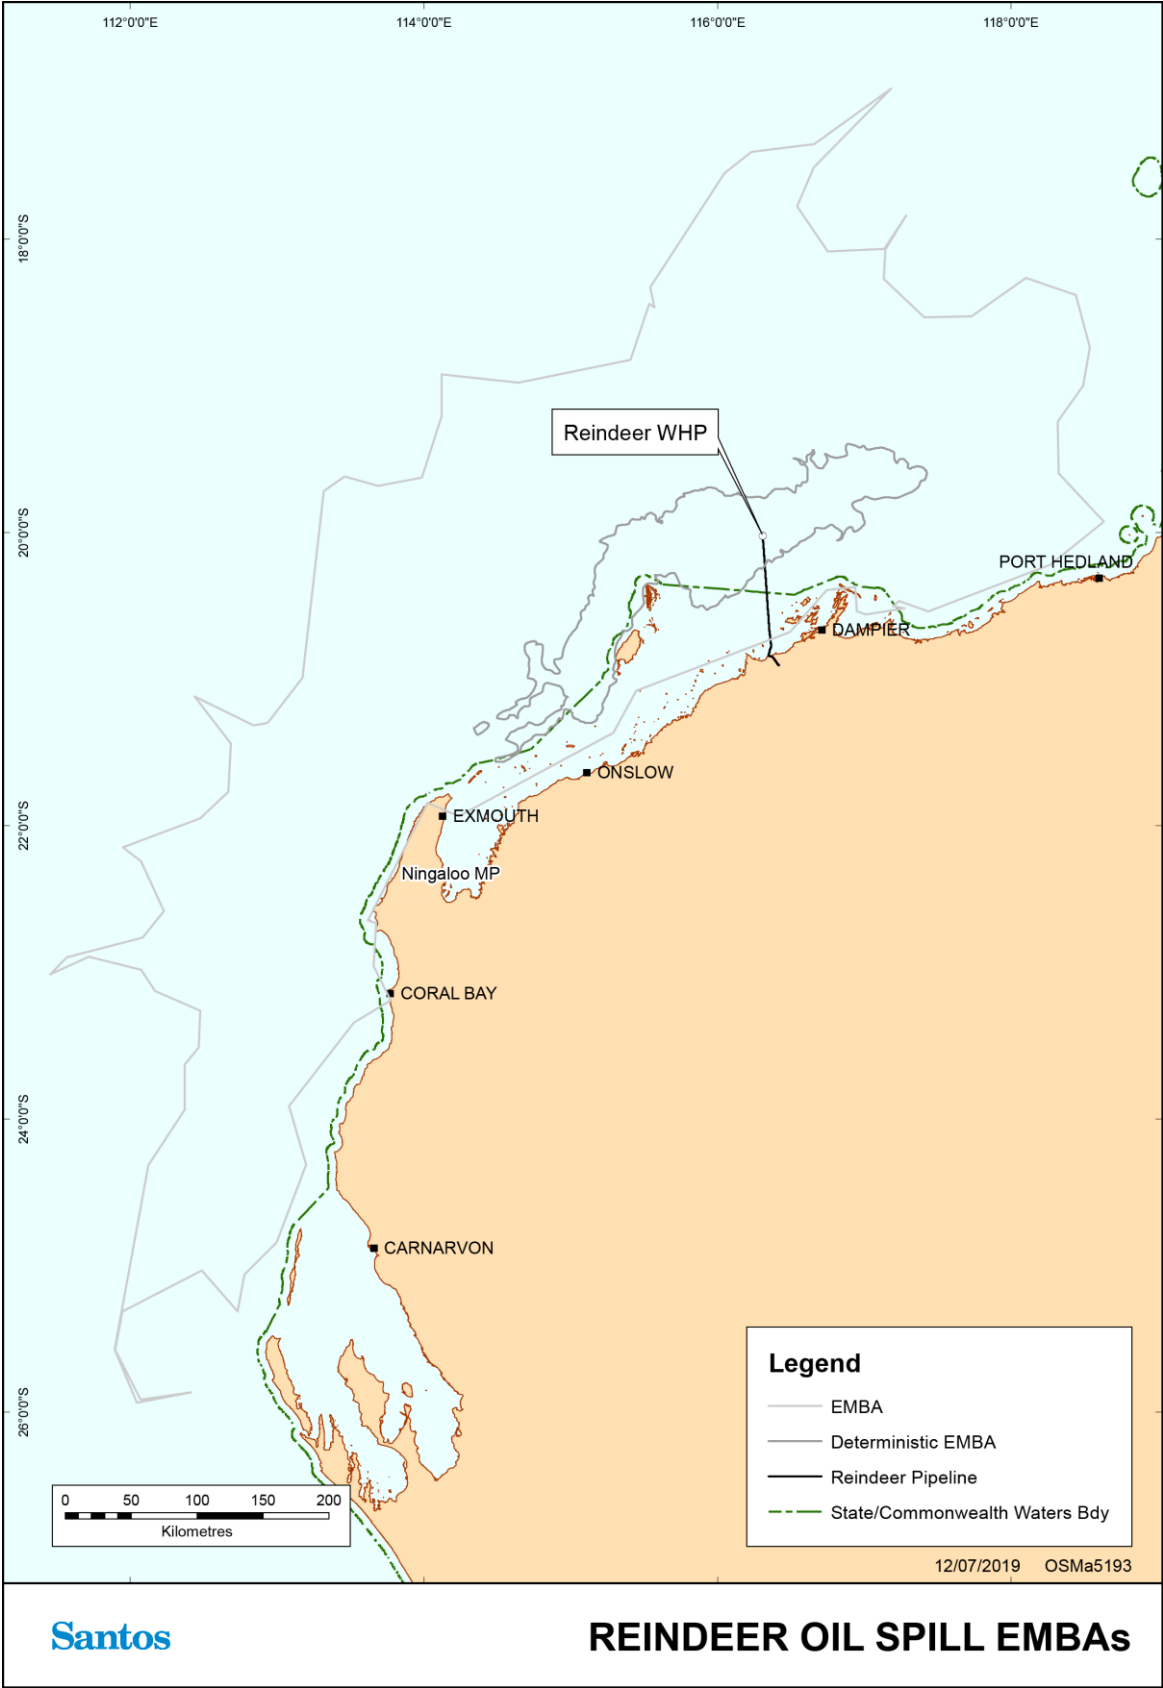 112°0'0"E 114°0'0"E 116°0'0"E 118°0'0"E
18°0'0"S
Reindeer WHP
20°0'0"S
PORT HEDLAND
DAMPIER
ONSLOW
EXMOUTH
22°0'0"S
Ningaloo MP
CORAL BAY
24°0'0"S
CARNARVON
Legend
EMBA
Deterministic EMBA
Reindeer Pipeline
State/Commonwealth Waters Bdy
26°0'0"S
0 50 100 150 200
Kilometres
12/07/2019 OSMa5193
Santos
REINDEER OIL SPILL EMBAs